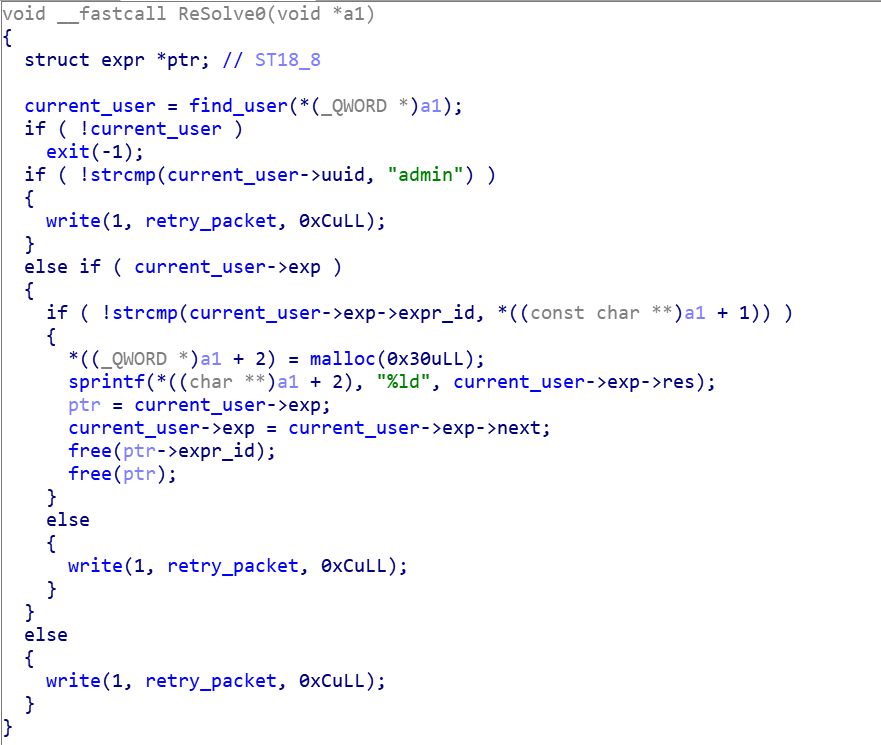 void __fastcall ReSolve0(void *a1)
{
  struct expr *ptr; // ST18_8

  current_user = find_user(*(_QWORD *)a1);
  if ( !current_user )
    exit(-1);
  if ( !strcmp(current_user->uuid, "admin") )
  {
    write(1, retry_packet, 0xCuLL);
  }
  else if ( current_user->exp )
  {
    if ( !strcmp(current_user->exp->expr_id, *((const char **)a1 + 1)) )
    {
      *((_QWORD *)a1 + 2) = malloc(0x30uLL);
      sprintf(*((char **)a1 + 2), "%ld", current_user->exp->res);
      ptr = current_user->exp;
      current_user->exp = current_user->exp->next;
      free(ptr->expr_id);
      free(ptr);
    }
    else
    {
      write(1, retry_packet, 0xCuLL);
    }
  }
  else
  {
    write(1, retry_packet, 0xCuLL);
  }
}